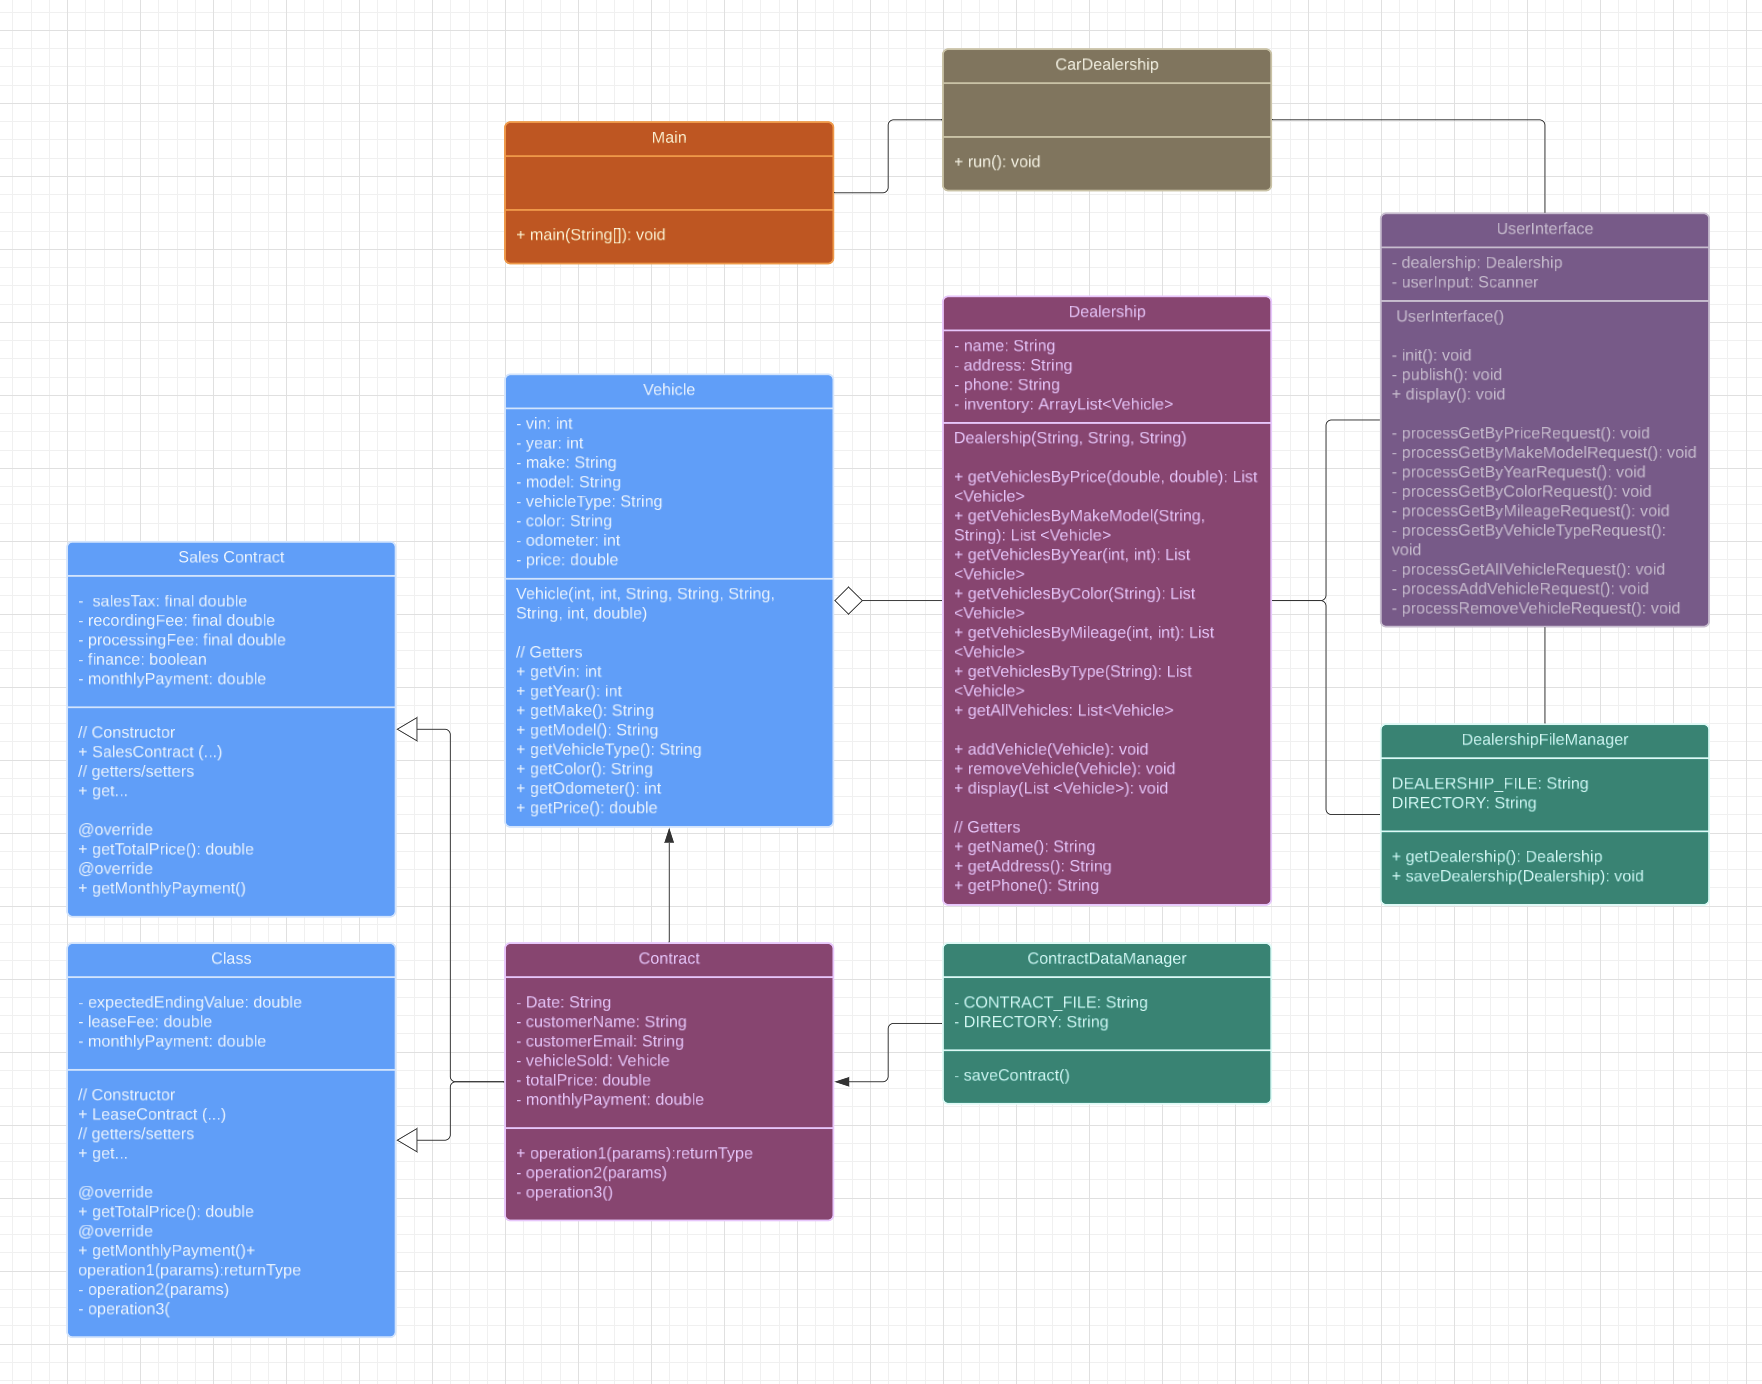 CarDealership
+ run(): void
Main
+ main(String[]): void
UserInterface
- dealership: Dealership
- userInput: Scanner
UserInterface()
- init(): void
- publish(): void
+ display(): void
- processGetByPriceRequest(): void
- processGetByMakeModelRequest(): void
- processGetByYearRequest(): void
- processGetByColorRequest(): void
- processGetByMileageRequest(): void
- processGetByVehicleTypeRequest():
void
- processGetAllVehicleRequest(): void
- processAddVehicleRequest(): void
- processRemoveVehicleRequest(): void
Dealership
- name: String
- address: String
- phone: String
- inventory: ArrayList<Vehicle>
Dealership(String, String, String)
+ getVehiclesByPrice(double, double): List
<Vehicle>
+ getVehiclesByMakeModel(String,
String): List <Vehicle>
+ getVehiclesByYear(int, int): List
<Vehicle>
+ getVehiclesByColor(String): List
<Vehicle>
+ getVehiclesByMileage(int, int): List
<Vehicle>
+ getVehiclesByType(String): List
<Vehicle>
+ getAllVehicles: List<Vehicle>
+ addVehicle(Vehicle): void
+ removeVehicle(Vehicle): void
+ display(List <Vehicle>): void
// Getters
+ getName(): String
+ getAddress(): String
+ getPhone(): String
Vehicle
- vin: int
- year: int
- make: String
- model: String
- vehicleType: String
- color: String
- odometer: int
- price: double
Vehicle(int, int, String, String, String,
String, int, double)
// Getters
+ getVin: int
+ getYear(): int
+ getMake(): String
+ getModel(): String
+ getVehicleType(): String
+ getColor(): String
+ getOdometer(): int
+ getPrice(): double
Sales Contract
-  salesTax: final double
- recordingFee: final double
- processingFee: final double
- finance: boolean
- monthlyPayment: double
// Constructor
+ SalesContract (...)
// getters/setters
+ get...
@override
+ getTotalPrice(): double
@override
+ getMonthlyPayment()
DealershipFileManager
DEALERSHIP_FILE: String
DIRECTORY: String
+ getDealership(): Dealership
+ saveDealership(Dealership): void
Class
- expectedEndingValue: double
- leaseFee: double
- monthlyPayment: double
// Constructor
+ LeaseContract (...)
// getters/setters
+ get...
@override
+ getTotalPrice(): double
@override
+ getMonthlyPayment()+
operation1(params):returnType
- operation2(params)
- operation3(
Contract
- Date: String
- customerName: String
- customerEmail: String
- vehicleSold: Vehicle
- totalPrice: double
- monthlyPayment: double
+ operation1(params):returnType
- operation2(params)
- operation3()
ContractDataManager
- CONTRACT_FILE: String
- DIRECTORY: String
- saveContract()